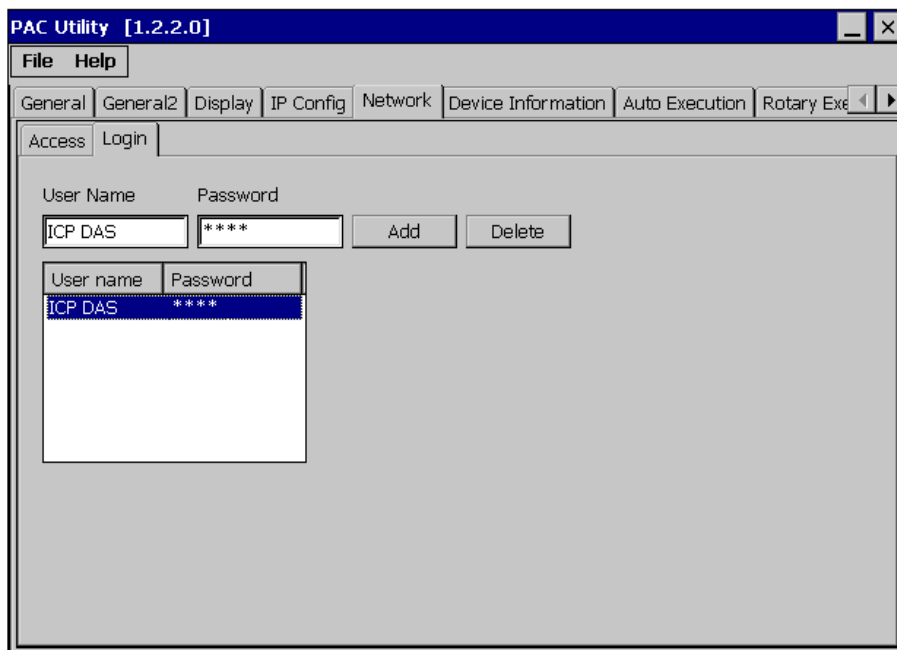 PAC Utility [1.2.2.0]
File Help
General General2 Display IP Config Network Device Information Auto Execution Rotary Exe
Access Login
User Name Password
ICP DAS **** Add Delete
User name Password
ICP DAS ****